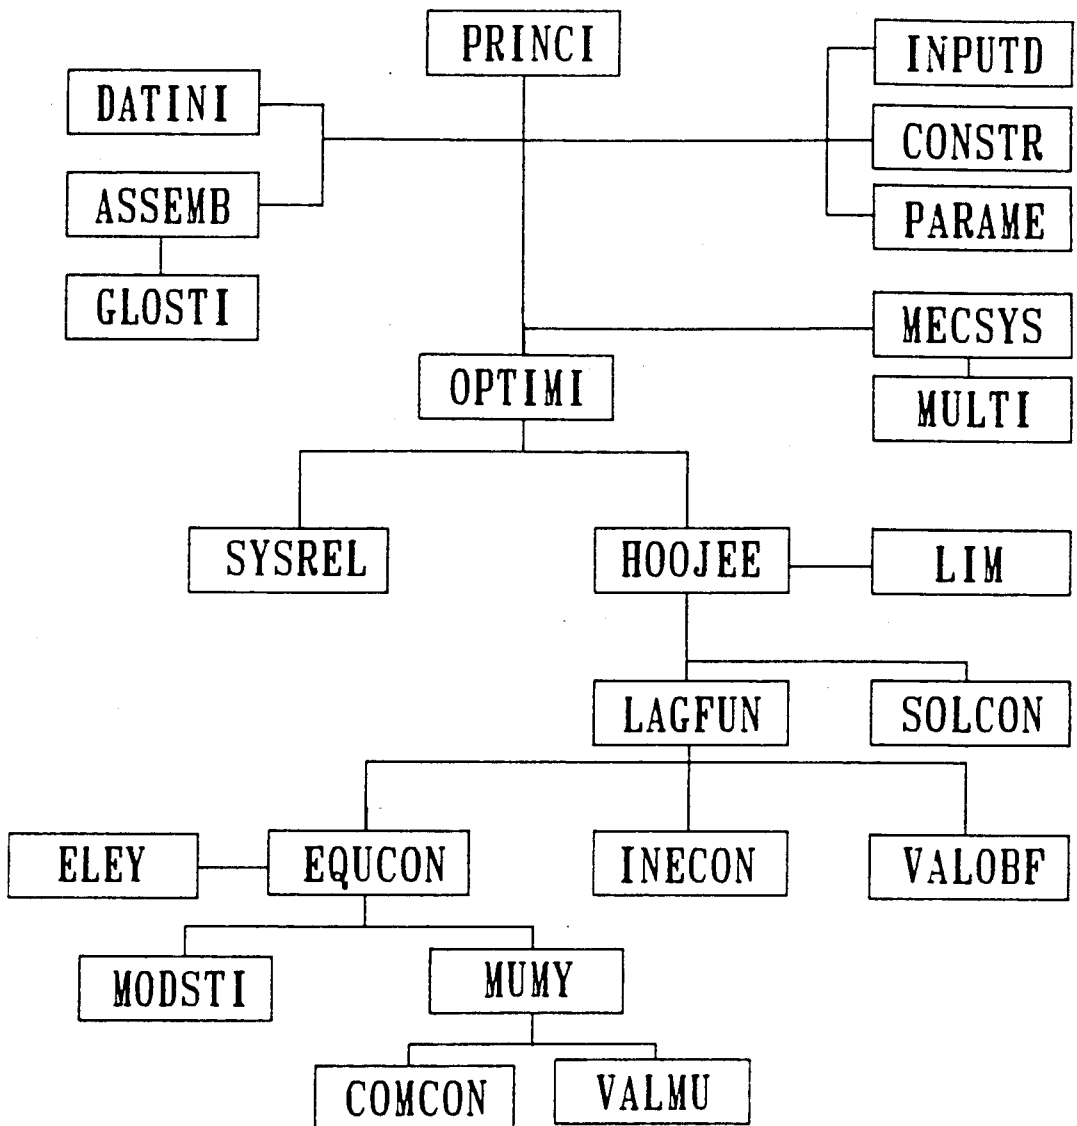 PRINCI
INPUTD
DATINI
CONSTR
ASSEMB
PARAME
GLOSTI
MECSYS
OPTIMI
MULTI
SYSREL
HOOJEE
LIM
LAGFUN
SOLCON
ELEY
EQUCON
INECON
VALOBF
MODSTI
MUMY
COMCON
VALMU